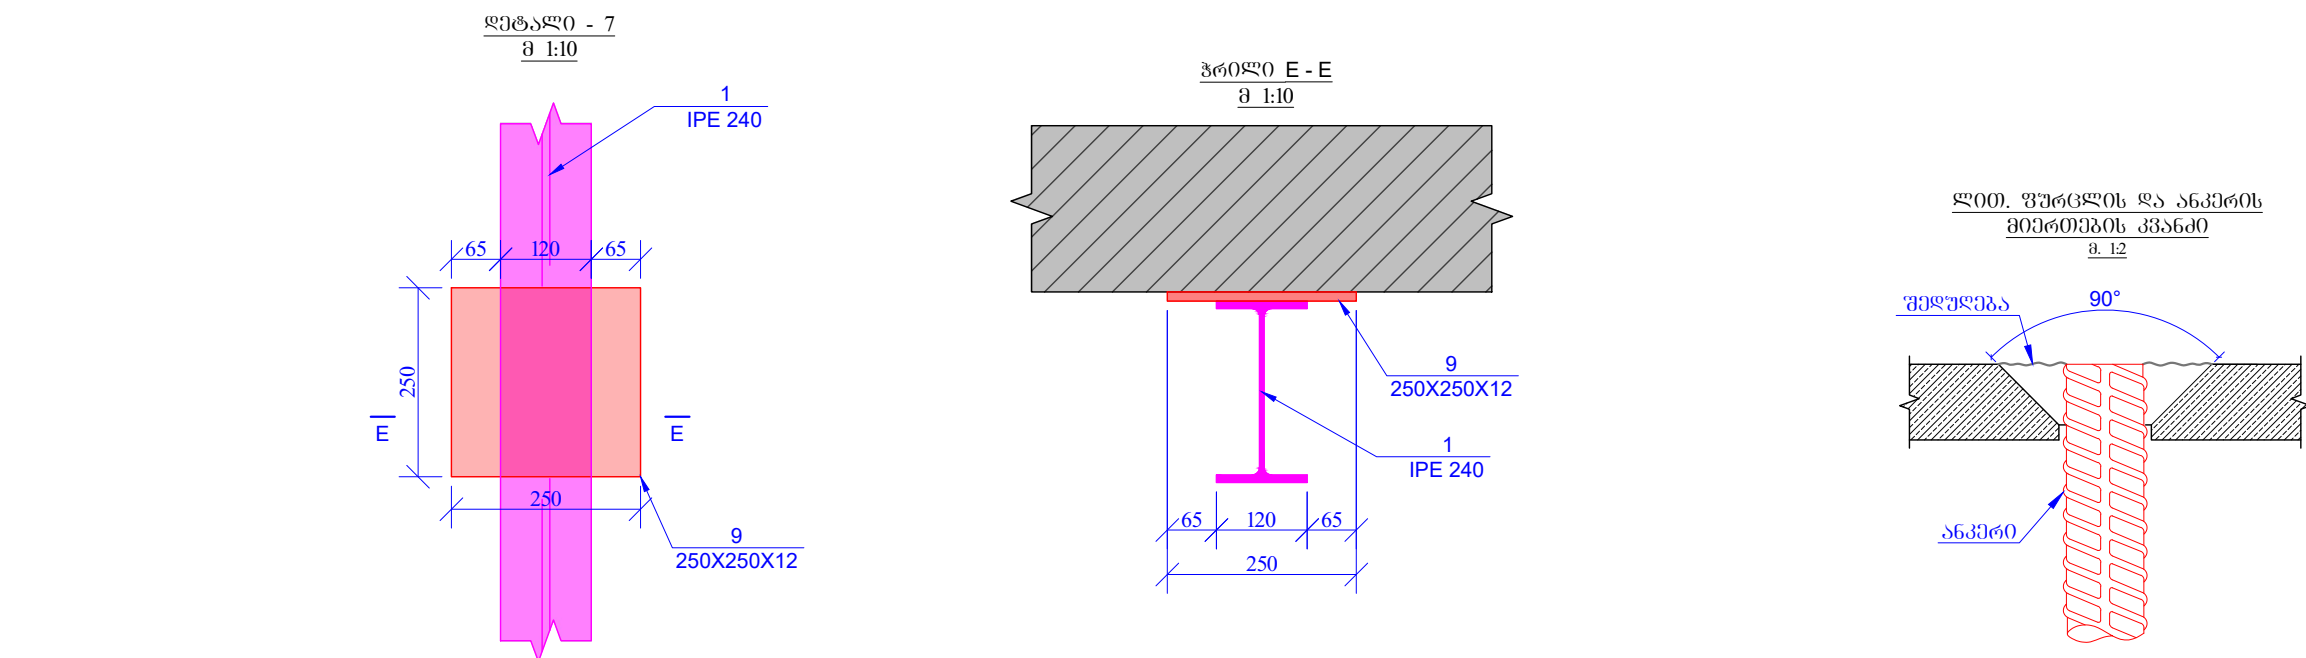 დეტალი - 7
მ 1:10
1
IPE 240
65
120
65
250
E
E
250
9
250X250X12
ჭრილი E - E
მ 1:10
9
250X250X12
1
IPE 240
65
120
65
250
ლით. ფურცლის და ანკერის
მიერთების კვანძი
მ. 1:2
შედუღება
90°
ანკერი